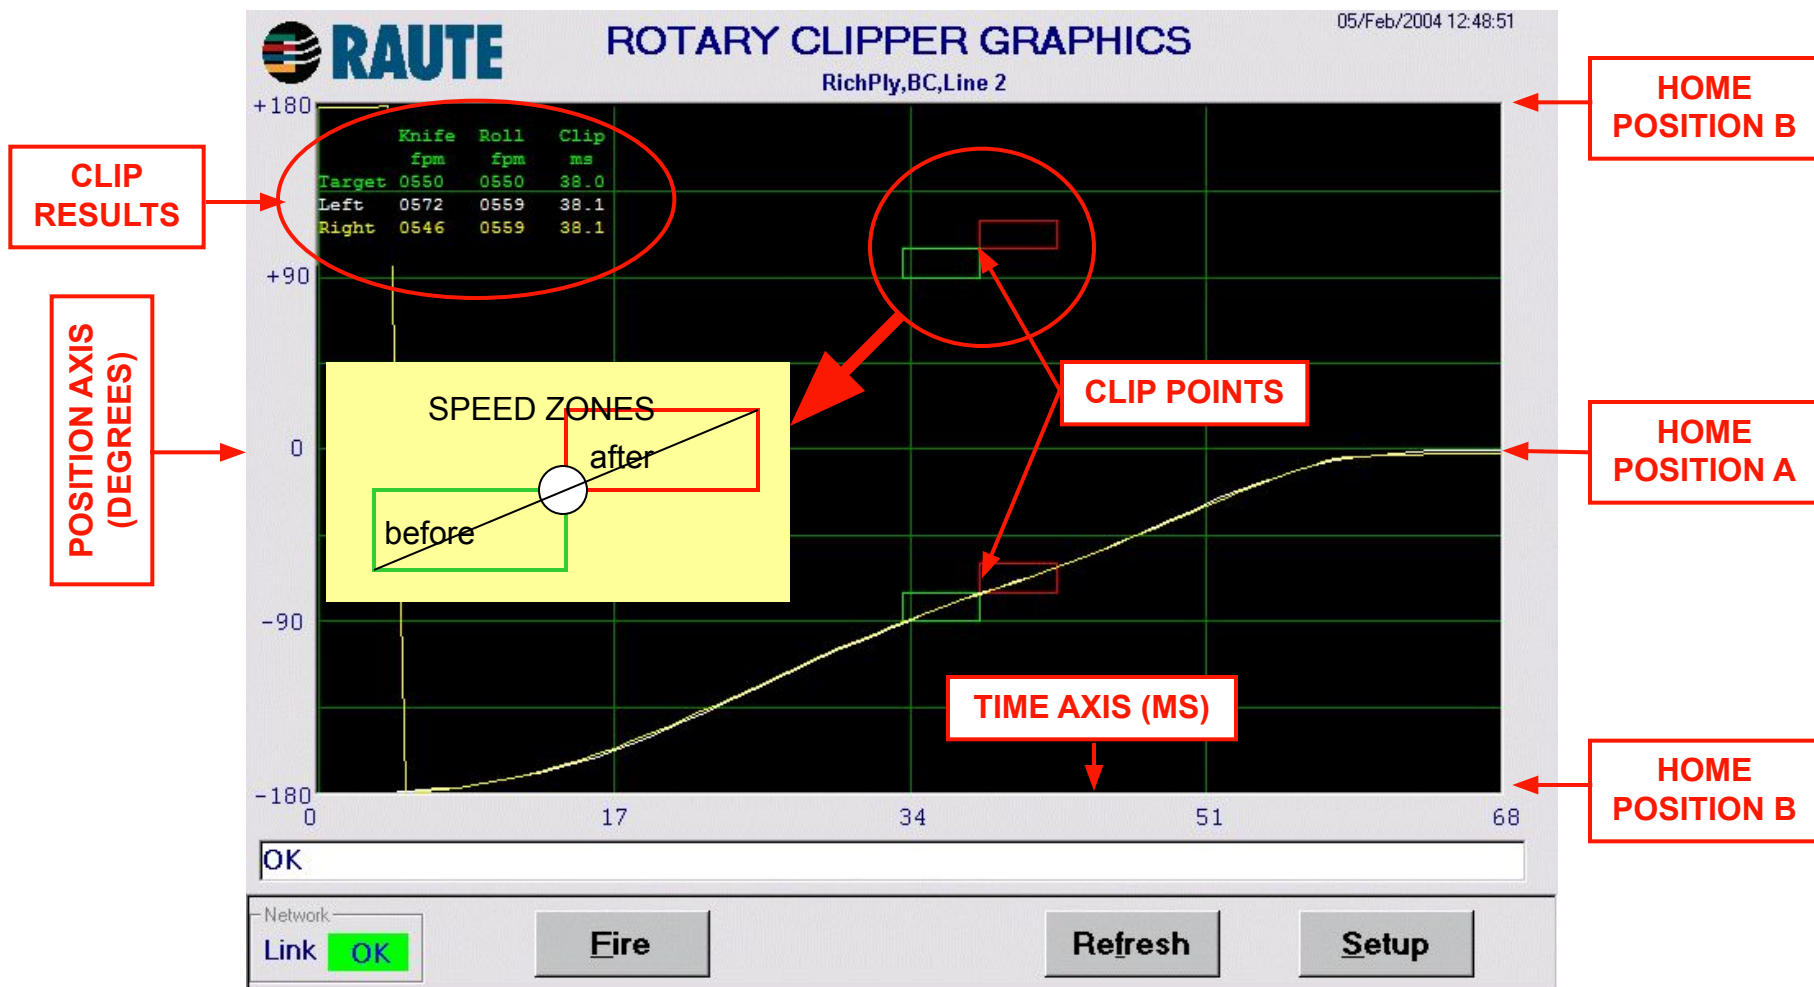 RAUTE
ROTARY CLIPPER GRAPHICS
RichPly,BC,Line 2
05/Feb/2004 12:48:51
HOME
POSITION B
+180
Knife Roll Clip
fpm fpm ms
Target 0550 0550 38.0
Left 0572 0559 38.1
Right 0546 0559 38.1
CLIP
RESULTS
+90
POSITION AXIS
(DEGREES)
SPEED ZONES
after
before
CLIP POINTS
0
HOME
POSITION A
-90
TIME AXIS (MS)
-180
HOME
POSITION B
0 17 34 51 68
OK
Network
Link OK
Fire
Refresh
Setup